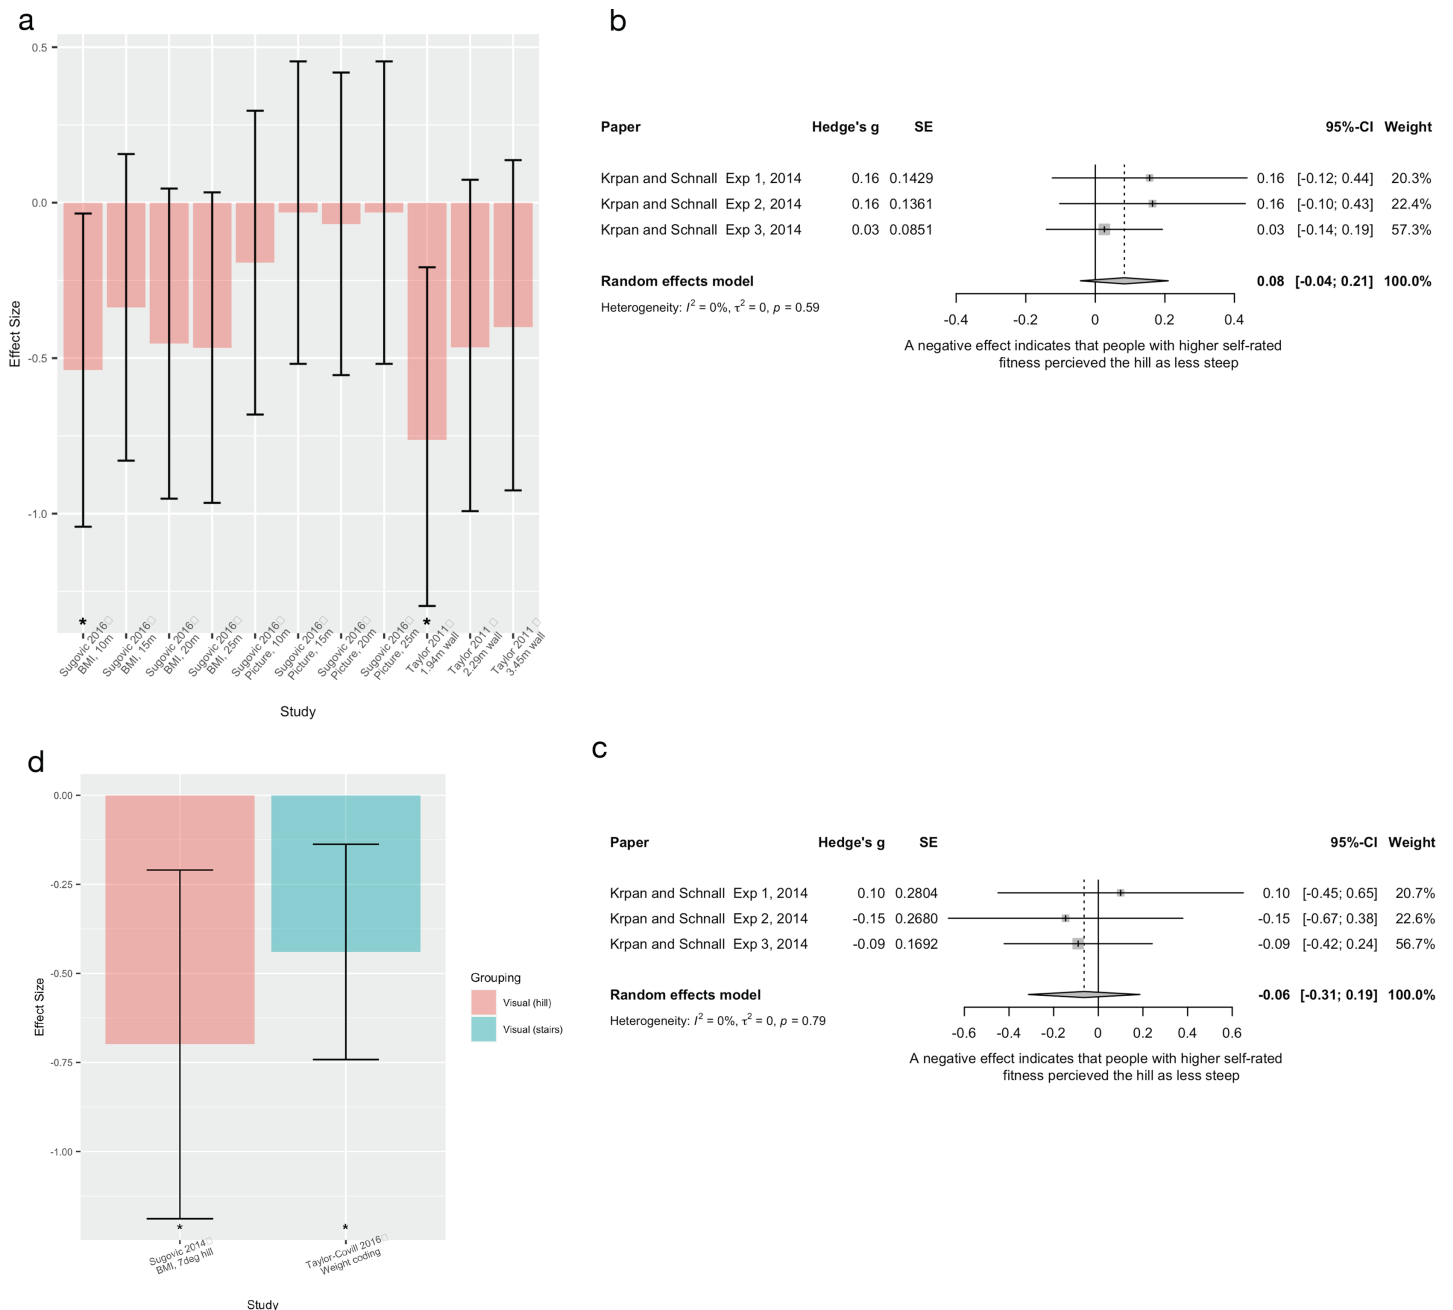 a
0.5
0.0
-0.5
-1.0
Effect Size
*
*
Sugovic 2016
BMI, 10m
Sugovic 2016
BMI, 15m
Sugovic 2016
BMI, 20m
Sugovic 2016
BMI, 25m
Sugovic 2016
Picture, 10m
Sugovic 2016
Picture, 15m
Sugovic 2016
Picture, 20m
Sugovic 2016
Picture, 25m
Taylor 2011
1.94m wall
Taylor 2011
2.29m wall
Taylor 2011
3.45m wall
Study
b
Paper Hedge's g SE 95%-CI Weight
Krpan and Schnall Exp 1, 2014 0.16 0.1429 0.16 [-0.12; 0.44] 20.3%
Krpan and Schnall Exp 2, 2014 0.16 0.1361 0.16 [-0.10; 0.43] 22.4%
Krpan and Schnall Exp 3, 2014 0.03 0.0851 0.03 [-0.14; 0.19] 57.3%
Random effects model 0.08 [-0.04; 0.21] 100.0%
Heterogeneity: I² = 0%, τ² = 0, p = 0.59
-0.4 -0.2 0 0.2 0.4
A negative effect indicates that people with higher self-rated
fitness percieved the hill as less steep
d
0.00
-0.25
-0.50
-0.75
-1.00
Effect Size
*
*
Sugovic 2014
BMI, 7deg hill
Taylor-Covill 2016
Weight coding
Study
Grouping
Visual (hill)
Visual (stairs)
c
Paper Hedge's g SE 95%-CI Weight
Krpan and Schnall Exp 1, 2014 0.10 0.2804 0.10 [-0.45; 0.65] 20.7%
Krpan and Schnall Exp 2, 2014 -0.15 0.2680 -0.15 [-0.67; 0.38] 22.6%
Krpan and Schnall Exp 3, 2014 -0.09 0.1692 -0.09 [-0.42; 0.24] 56.7%
Random effects model -0.06 [-0.31; 0.19] 100.0%
Heterogeneity: I² = 0%, τ² = 0, p = 0.79
-0.6 -0.4 -0.2 0 0.2 0.4 0.6
A negative effect indicates that people with higher self-rated
fitness percieved the hill as less steep